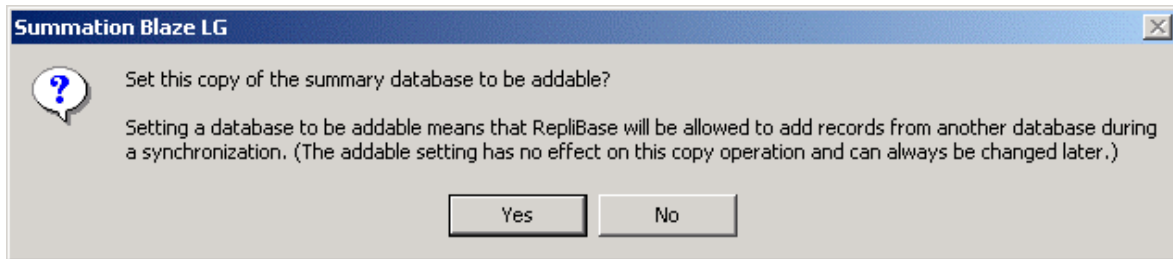 Summation Blaze LG
Set this copy of the summary database to be addable?
Setting a database to be addable means that RepliBase will be allowed to add records from another database during
a synchronization. (The addable setting has no effect on this copy operation and can always be changed later.)
Yes No